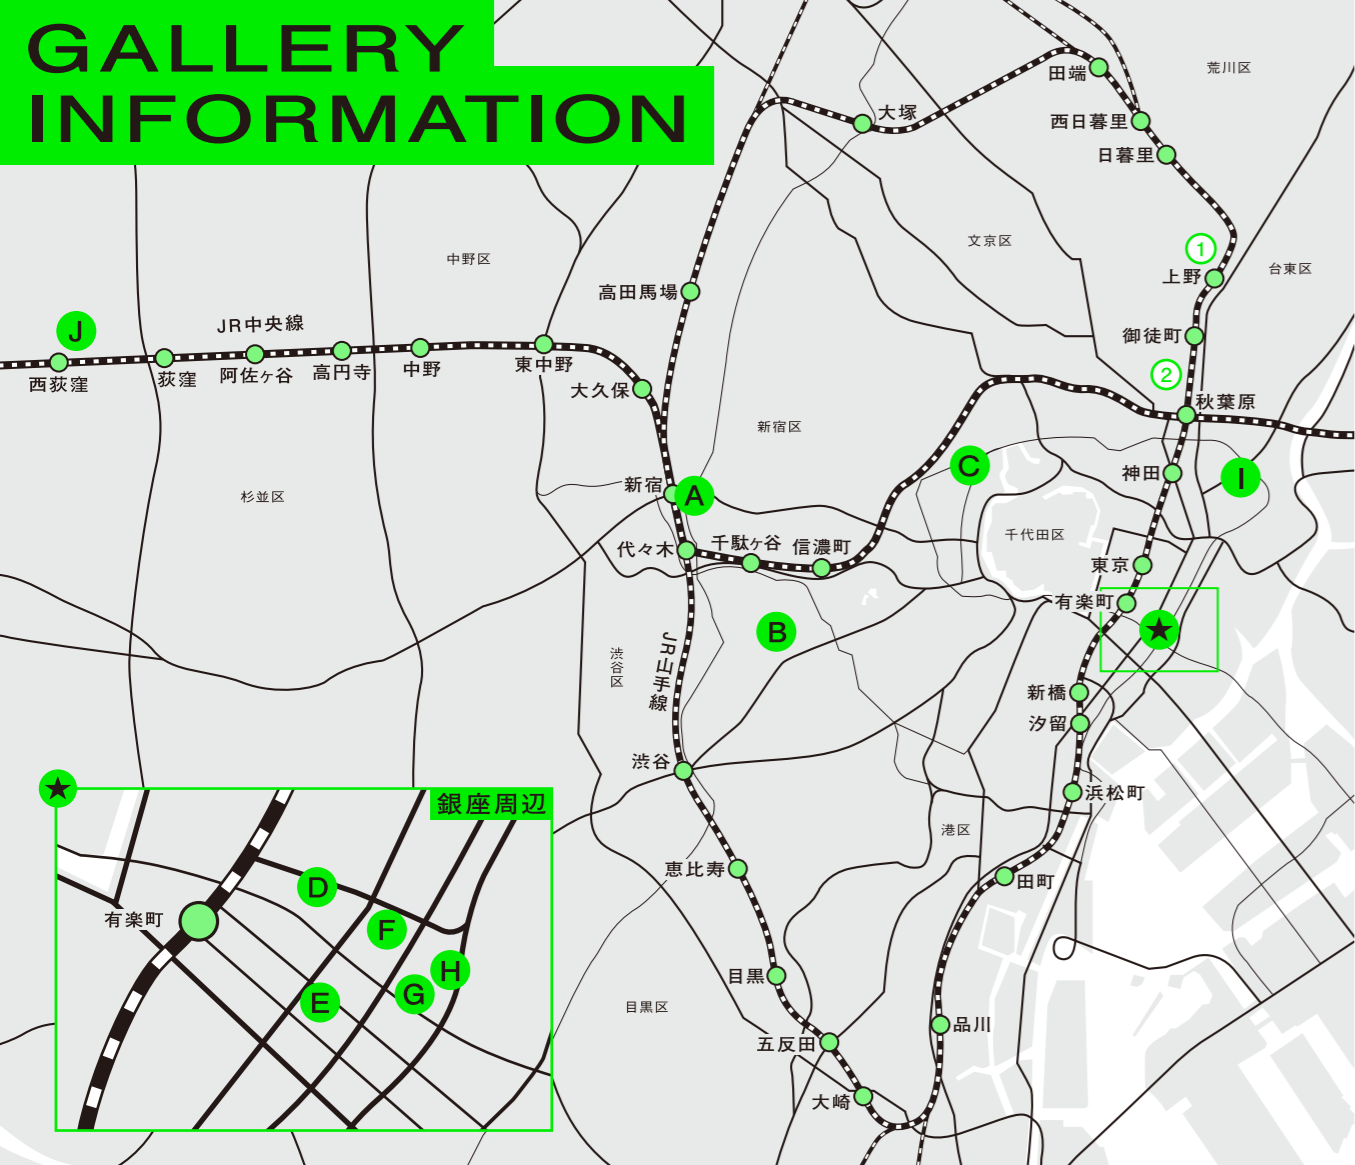 GALLERY
INFORMATION
荒川区
田端
大塚
西日暮里
日暮里
文京区
1
台東区
上野
中野区
高田馬場
御徒町
J
JR中央線
2
西荻窪
荻窪
阿佐ヶ谷
高円寺
中野
東中野
大久保
秋葉原
新宿区
C
神田
I
新宿
A
杉並区
千代田区
代々木
千駄ヶ谷
信濃町
東京
有楽町
★
B
渋谷区
JR山手線
新橋
汐留
渋谷
浜松町
★
銀座周辺
港区
恵比寿
田町
D
有楽町
F
H
G
E
目黒
目黒区
品川
五反田
大崎